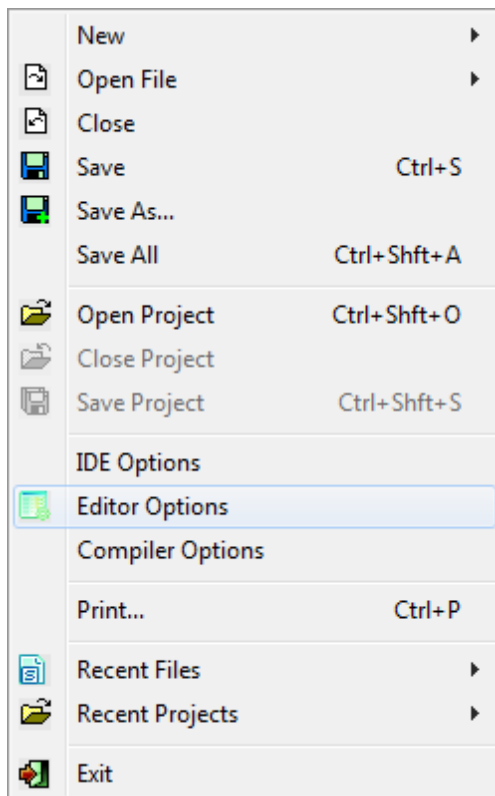 New
Open File
Close
Save Ctrl+S
Save As...
Save All Ctrl+Shft+A
Open Project Ctrl+Shft+O
Close Project
Save Project Ctrl+Shft+S
IDE Options
Editor Options
Compiler Options
Print... Ctrl+P
Recent Files
Recent Projects
Exit